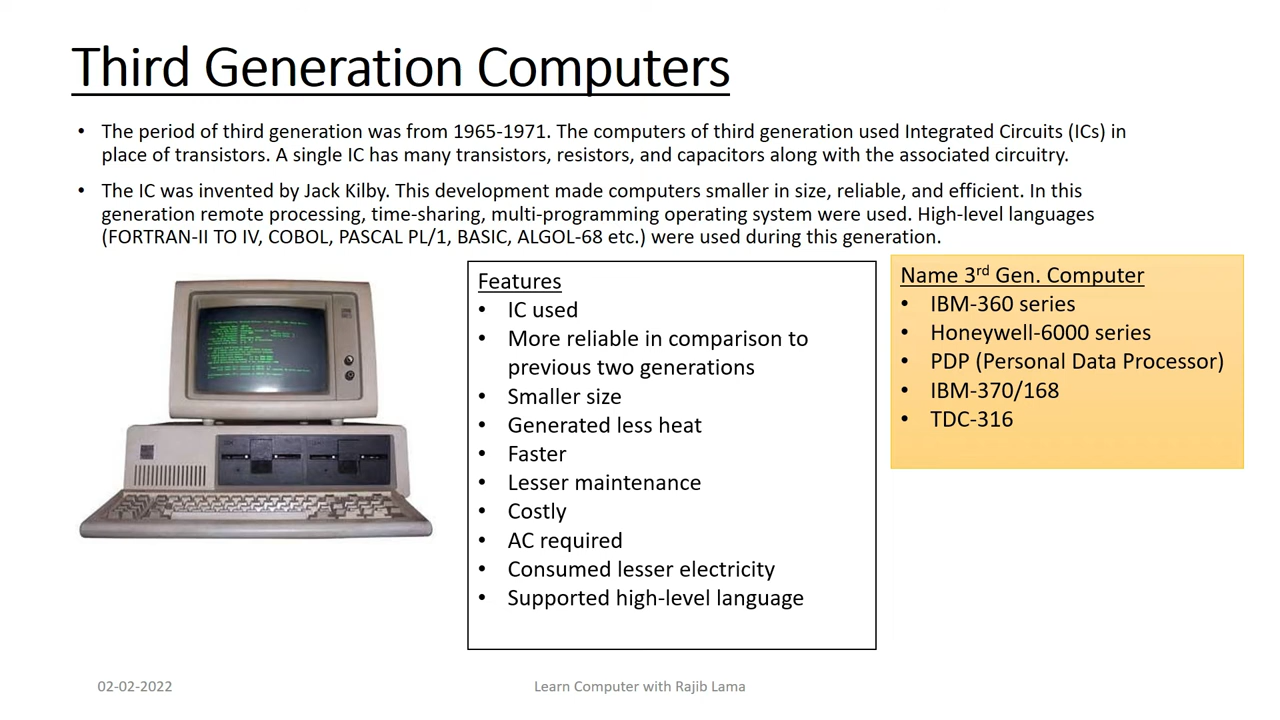 Third Generation Computers
• The period of third generation was from 1965-1971. The computers of third generation used Integrated Circuits (ICs) in
place of transistors. A single IC has many transistors, resistors, and capacitors along with the associated circuitry.
• The IC was invented by Jack Kilby. This development made computers smaller in size, reliable, and efficient. In this
generation remote processing, time-sharing, multi-programming operating system were used. High-level languages
(FORTRAN-II TO IV, COBOL, PASCAL PL/1, BASIC, ALGOL-68 etc.) were used during this generation.
Features
• IC used
• More reliable in comparison to
previous two generations
• Smaller size
• Generated less heat
• Faster
• Lesser maintenance
• Costly
• AC required
• Consumed lesser electricity
• Supported high-level language
Name 3rd Gen. Computer
• IBM-360 series
• Honeywell-6000 series
• PDP (Personal Data Processor)
• IBM-370/168
• TDC-316
02-02-2022
Learn Computer with Rajib Lama